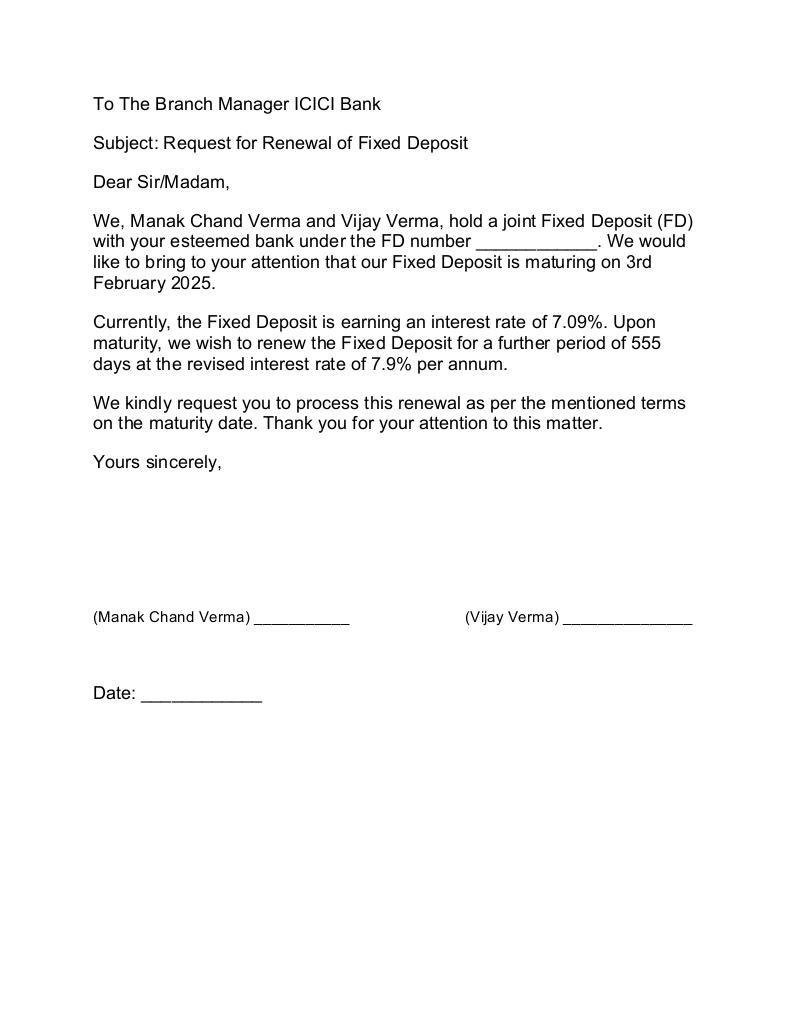 To The Branch Manager ICICI Bank
Subject: Request for Renewal of Fixed Deposit
Dear Sir/Madam,
We, Manak Chand Verma and Vijay Verma, hold a joint Fixed Deposit (FD)
with your esteemed bank under the FD number ____________. We would
like to bring to your attention that our Fixed Deposit is maturing on 3rd
February 2025.
Currently, the Fixed Deposit is earning an interest rate of 7.09%. Upon
maturity, we wish to renew the Fixed Deposit for a further period of 555
days at the revised interest rate of 7.9% per annum.
We kindly request you to process this renewal as per the mentioned terms
on the maturity date. Thank you for your attention to this matter.
Yours sincerely,
(Manak Chand Verma) ___________ (Vijay Verma) _______________
Date: ____________